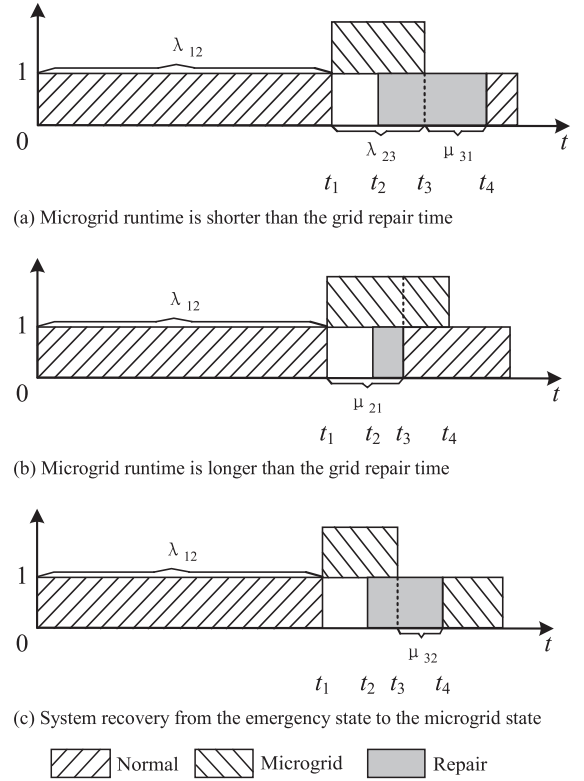 λ 12
1
0
λ 23
μ 31
t
t1 t2 t3 t4
(a) Microgrid runtime is shorter than the grid repair time
λ 12
1
0
μ 21
t
t1 t2 t3 t4
(b) Microgrid runtime is longer than the grid repair time
λ 12
1
0
μ 32
t
t1 t2 t3 t4
(c) System recovery from the emergency state to the microgrid state
Normal Microgrid Repair